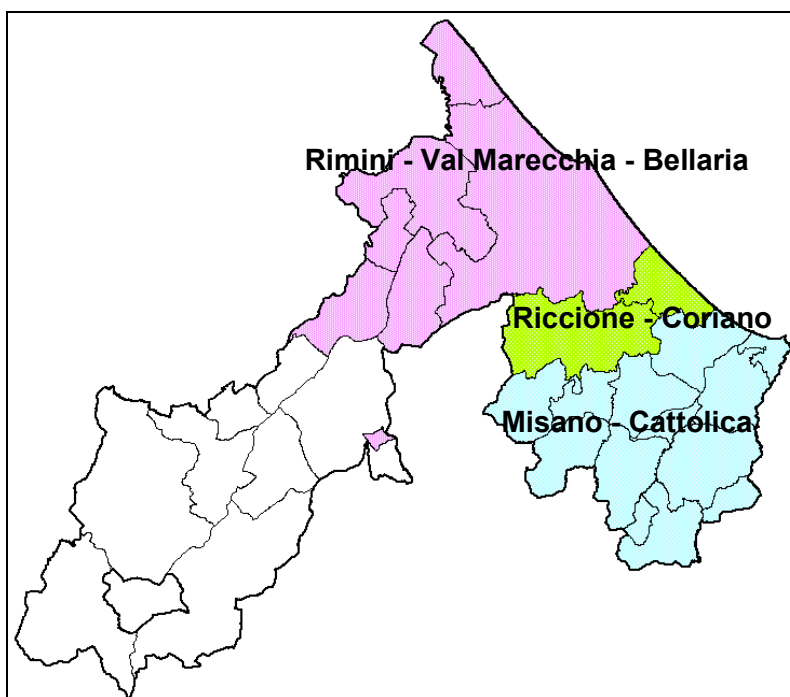 Rimini - Val Marecchia - Bellaria
Riccione - Coriano
Misano - Cattolica